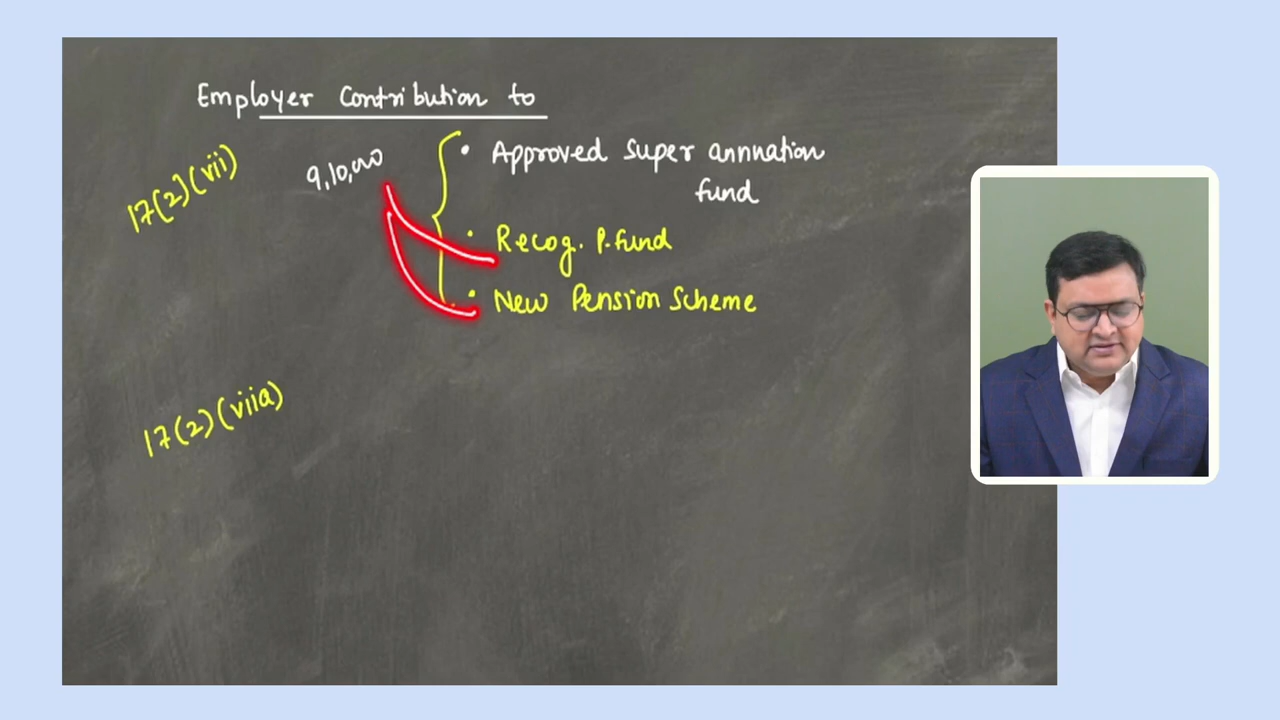 Employer Contribution to
17(2)(vii)
9,10,000
• Approved Super annuation
fund
• Recog. P.fund
• New Pension Scheme
17(2)(viia)